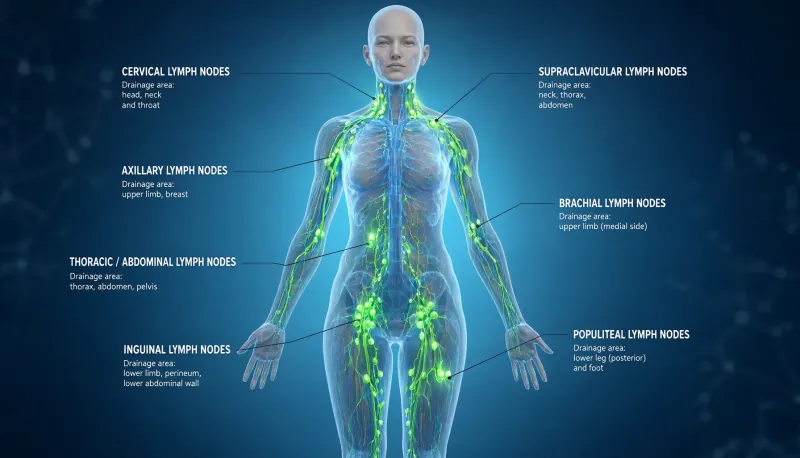 CERVICAL LYMPH NODES
Drainage area:
head, neck
and throat
SUPRACLAVICULAR LYMPH NODES
Drainage area:
neck, thorax,
abdomen
AXILLARY LYMPH NODES
Drainage area:
upper limb, breast
BRACHIAL LYMPH NODES
Drainage area:
upper limb (medial side)
THORACIC / ABDOMINAL LYMPH NODES
Drainage area:
thorax, abdomen, pelvis
INGUINAL LYMPH NODES
Drainage area:
lower limb, perineum,
lower abdominal wall
POPULITEAL LYMPH NODES
Drainage area:
lower leg (posterior)
and foot